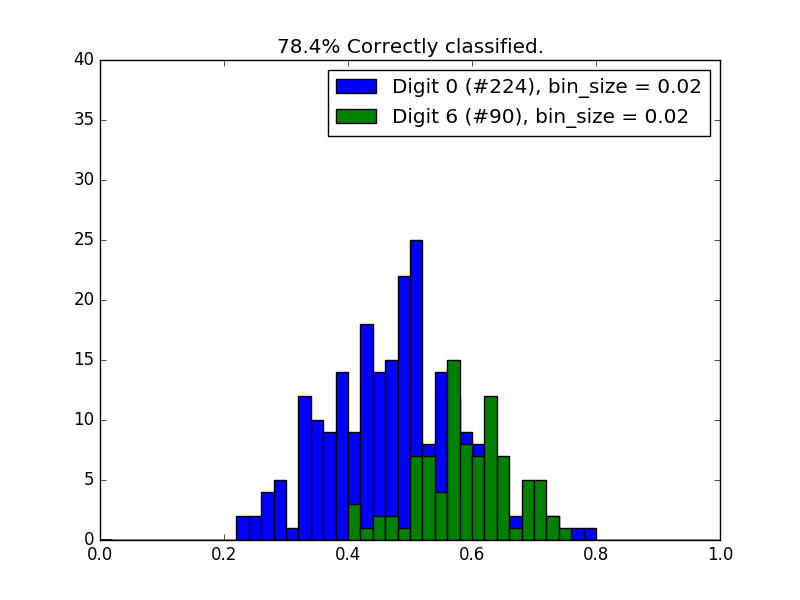 78.4% Correctly classified.
Digit 0 (#224), bin_size = 0.02
Digit 6 (#90), bin_size = 0.02
40
35
30
25
20
15
10
5
0
0.0 0.2 0.4 0.6 0.8 1.0